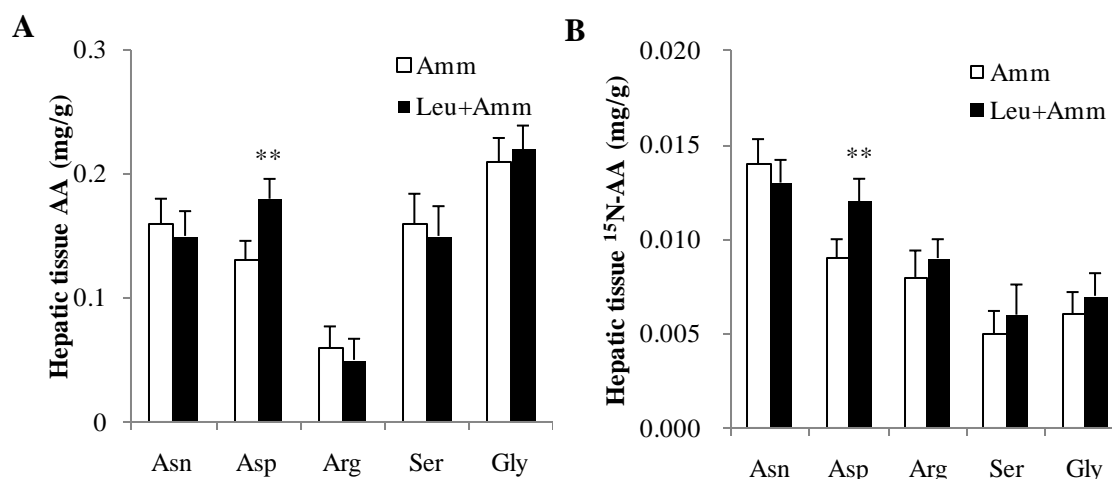 A
Hepatic tissue AA (mg/g)
0.3
0.2
0.1
0
Amm
Leu+Amm
**
Asn Asp Arg Ser Gly
B
Hepatic tissue ¹⁵N-AA (mg/g)
0.020
0.015
0.010
0.005
0.000
Amm
Leu+Amm
**
Asn Asp Arg Ser Gly